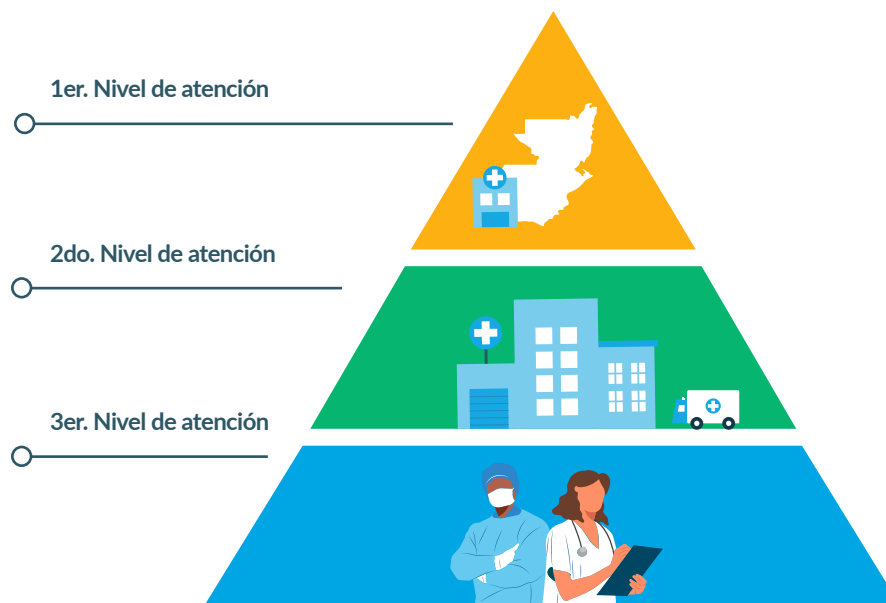 1er. Nivel de atención
2do. Nivel de atención
3er. Nivel de atención